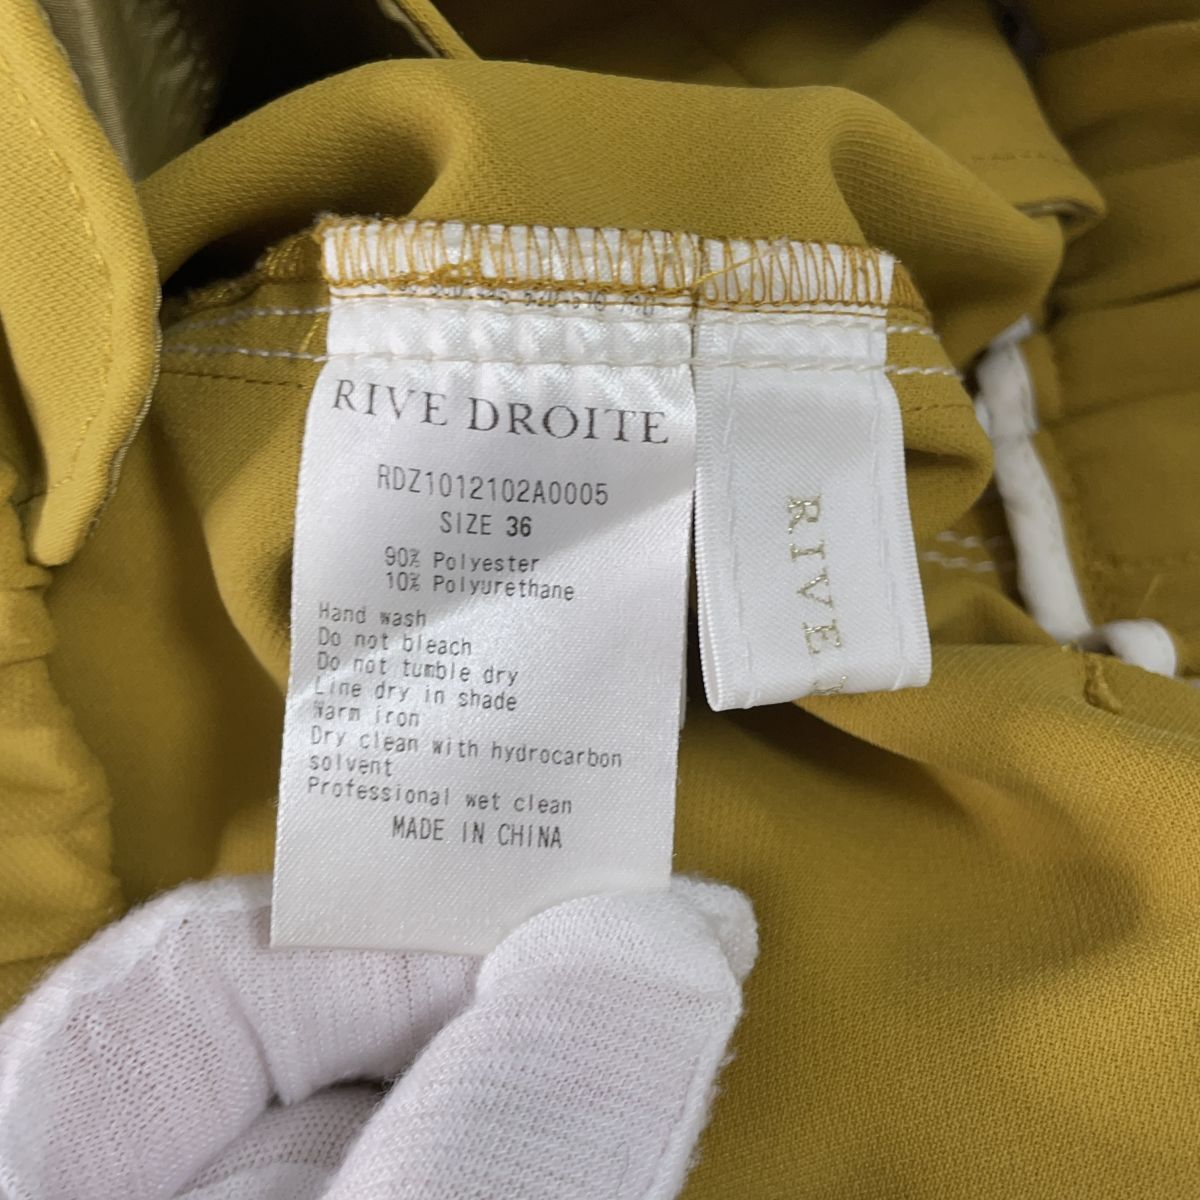 RIVE DROITE
RDZ1012102A0005
SIZE 36
90% Polyester
10% Polyurethane
Hand wash
Do not bleach
Do not tumble dry
Line dry in shade
Warm iron
Dry clean with hydrocarbon
solvent
Professional wet clean
MADE IN CHINA
RIVE